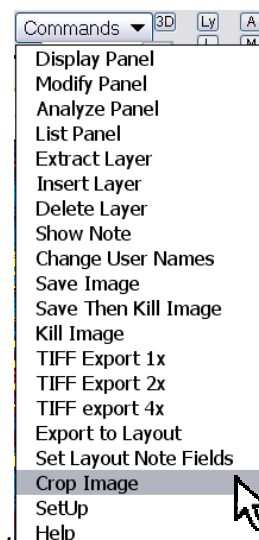 Commands 3D Ly A
L M
Display Panel
Modify Panel
Analyze Panel
List Panel
Extract Layer
Insert Layer
Delete Layer
Show Note
Change User Names
Save Image
Save Then Kill Image
Kill Image
TIFF Export 1x
TIFF Export 2x
TIFF export 4x
Export to Layout
Set Layout Note Fields
Crop Image
SetUp
Help